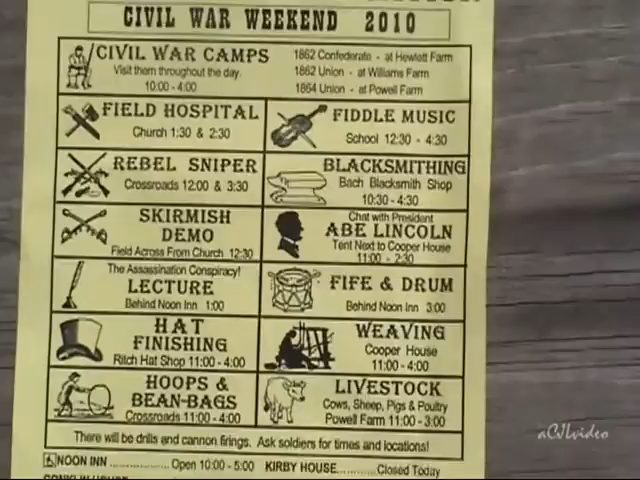 CIVIL WAR WEEKEND 2010
CIVIL WAR CAMPS
Visit them throughout the day.
10:00 - 4:00
1862 Confederate - at Hewlett Farm
1862 Union - at Williams Farm
1864 Union - at Powell Farm
FIELD HOSPITAL
Church 1:30 & 2:30
FIDDLE MUSIC
School 12:30 - 4:30
REBEL SNIPER
Crossroads 12:00 & 3:30
BLACKSMITHING
Bach Blacksmith Shop
10:30 - 4:30
SKIRMISH
DEMO
Field Across From Church 12:30
Chat with President
ABE LINCOLN
Tent Next to Cooper House
11:00 - 2:30
The Assassination Conspiracy!
LECTURE
Behind Noon Inn 1:00
FIFE & DRUM
Behind Noon Inn 3:00
HAT
FINISHING
Ritch Hat Shop 11:00 - 4:00
WEAVING
Cooper House
11:00 - 4:00
HOOPS &
BEAN-BAGS
Crossroads 11:00 - 4:00
LIVESTOCK
Cows, Sheep, Pigs & Poultry
Powell Farm 11:00 - 3:00
There will be drills and cannon firings. Ask soldiers for times and locations!
NOON INN ............... Open 10:00 - 5:00 KIRBY HOUSE.......... Closed Today
aCJLvideo